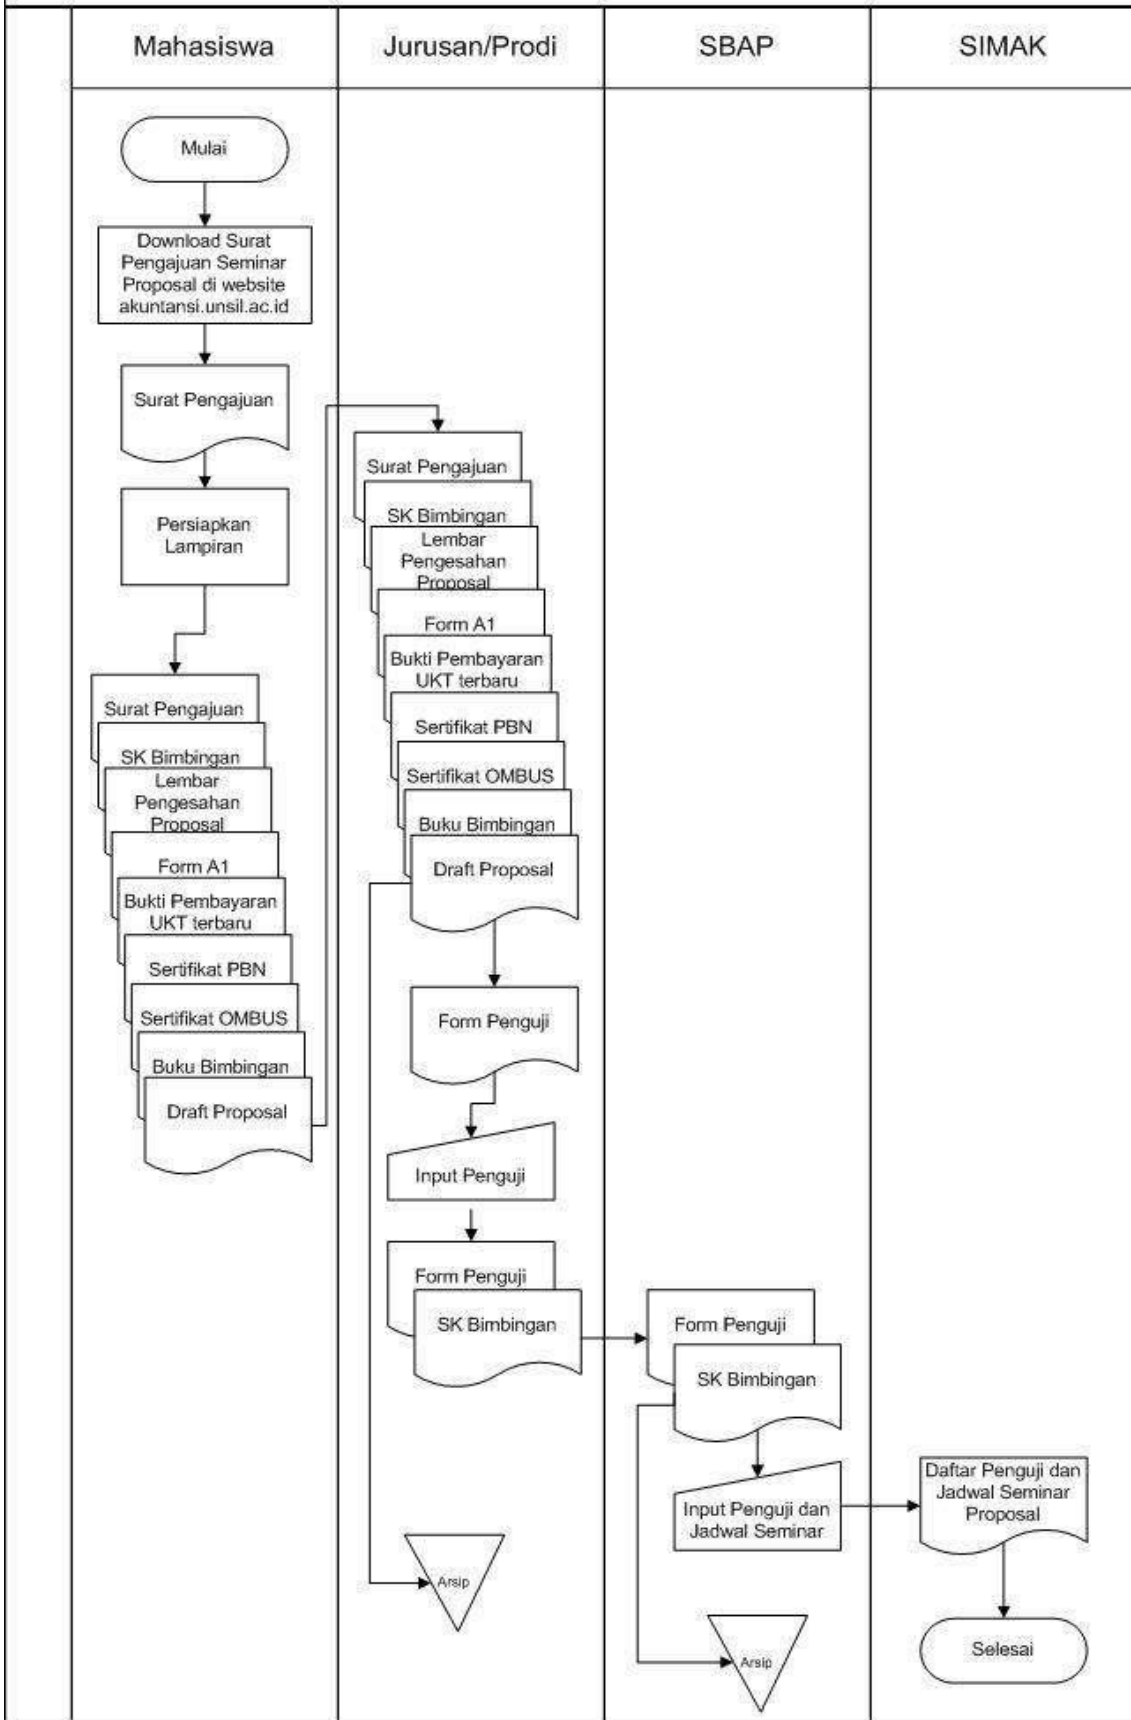 Mahasiswa
Jurusan/Prodi
SBAP
SIMAK
Mulai
Download Surat
Pengajuan Seminar
Proposal di website
akuntansi.unsil.ac.id
Surat Pengajuan
Persiapkan
Lampiran
Surat Pengajuan
SK Bimbingan
Lembar
Pengesahan
Proposal
Form A1
Bukti Pembayaran
UKT terbaru
Sertifikat PBN
Sertifikat OMBUS
Buku Bimbingan
Draft Proposal
Surat Pengajuan
SK Bimbingan
Lembar
Pengesahan
Proposal
Form A1
Bukti Pembayaran
UKT terbaru
Sertifikat PBN
Sertifikat OMBUS
Buku Bimbingan
Draft Proposal
Form Penguji
Input Penguji
Form Penguji
SK Bimbingan
Arsip
Form Penguji
SK Bimbingan
Input Penguji dan
Jadwal Seminar
Arsip
Daftar Penguji dan
Jadwal Seminar
Proposal
Selesai